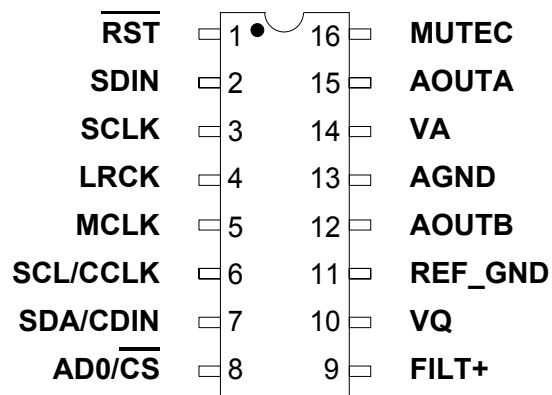 RST 1 16 MUTEC
SDIN 2 15 AOUTA
SCLK 3 14 VA
LRCK 4 13 AGND
MCLK 5 12 AOUTB
SCL/CCLK 6 11 REF_GND
SDA/CDIN 7 10 VQ
AD0/CS 8 9 FILT+